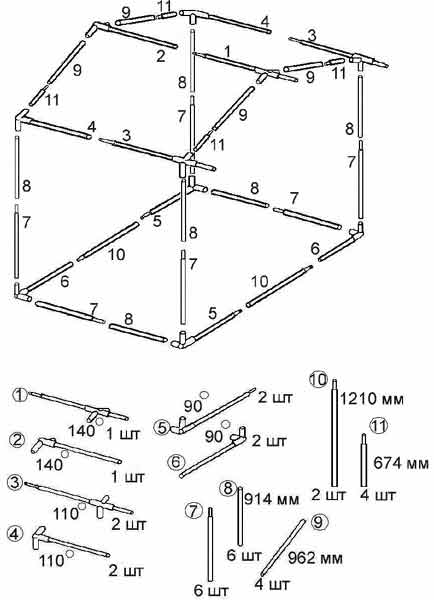 9 11 4 3
2 1
9 8 9 11
11 9 8
4 3 7 11
8 8 7
7 8 7
5 6
6 10 7 10
7 8 5
① 140° 1 шт
② 140° 1 шт
③ 110° 2 шт
④ 110° 2 шт
⑤ 90° 2 шт
⑥ 90° 2 шт
⑦ 6 шт
⑧ 914 мм 6 шт
⑨ 962 мм 4 шт
⑩ 1210 мм 2 шт
⑪ 674 мм 4 шт